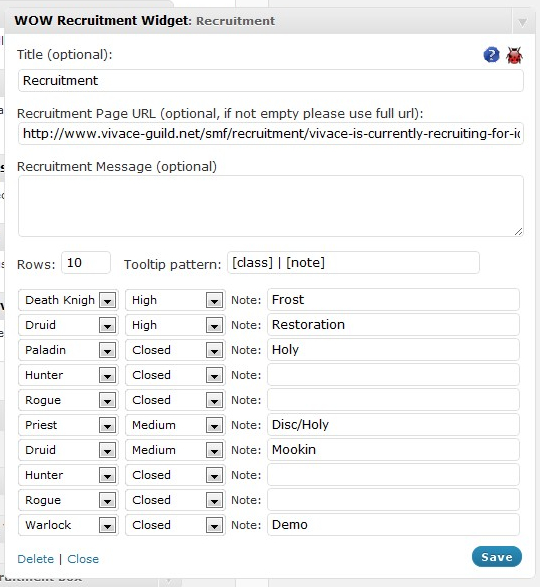 WOW Recruitment Widget: Recruitment
Title (optional):
Recruitment
Recruitment Page URL (optional, if not empty please use full url):
http://www.vivace-guild.net/smf/recruitment/vivace-is-currently-recruiting-for-ic
Recruitment Message (optional)
Rows: 10 Tooltip pattern: [class] | [note]
Death Knigh High Note: Frost
Druid High Note: Restoration
Paladin Closed Note: Holy
Hunter Closed Note:
Rogue Closed Note:
Priest Medium Note: Disc/Holy
Druid Medium Note: Mookin
Hunter Closed Note:
Rogue Closed Note:
Warlock Closed Note: Demo
Delete | Close Save